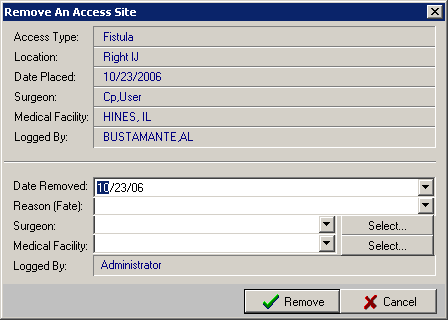 Remove An Access Site
Access Type: Fistula
Location: Right IJ
Date Placed: 10/23/2006
Surgeon: Cp,User
Medical Facility: HINES, IL
Logged By: BUSTAMANTE,AL
Date Removed: 10/23/06
Reason (Fate):
Surgeon: Select...
Medical Facility: Select...
Logged By: Administrator
Remove Cancel